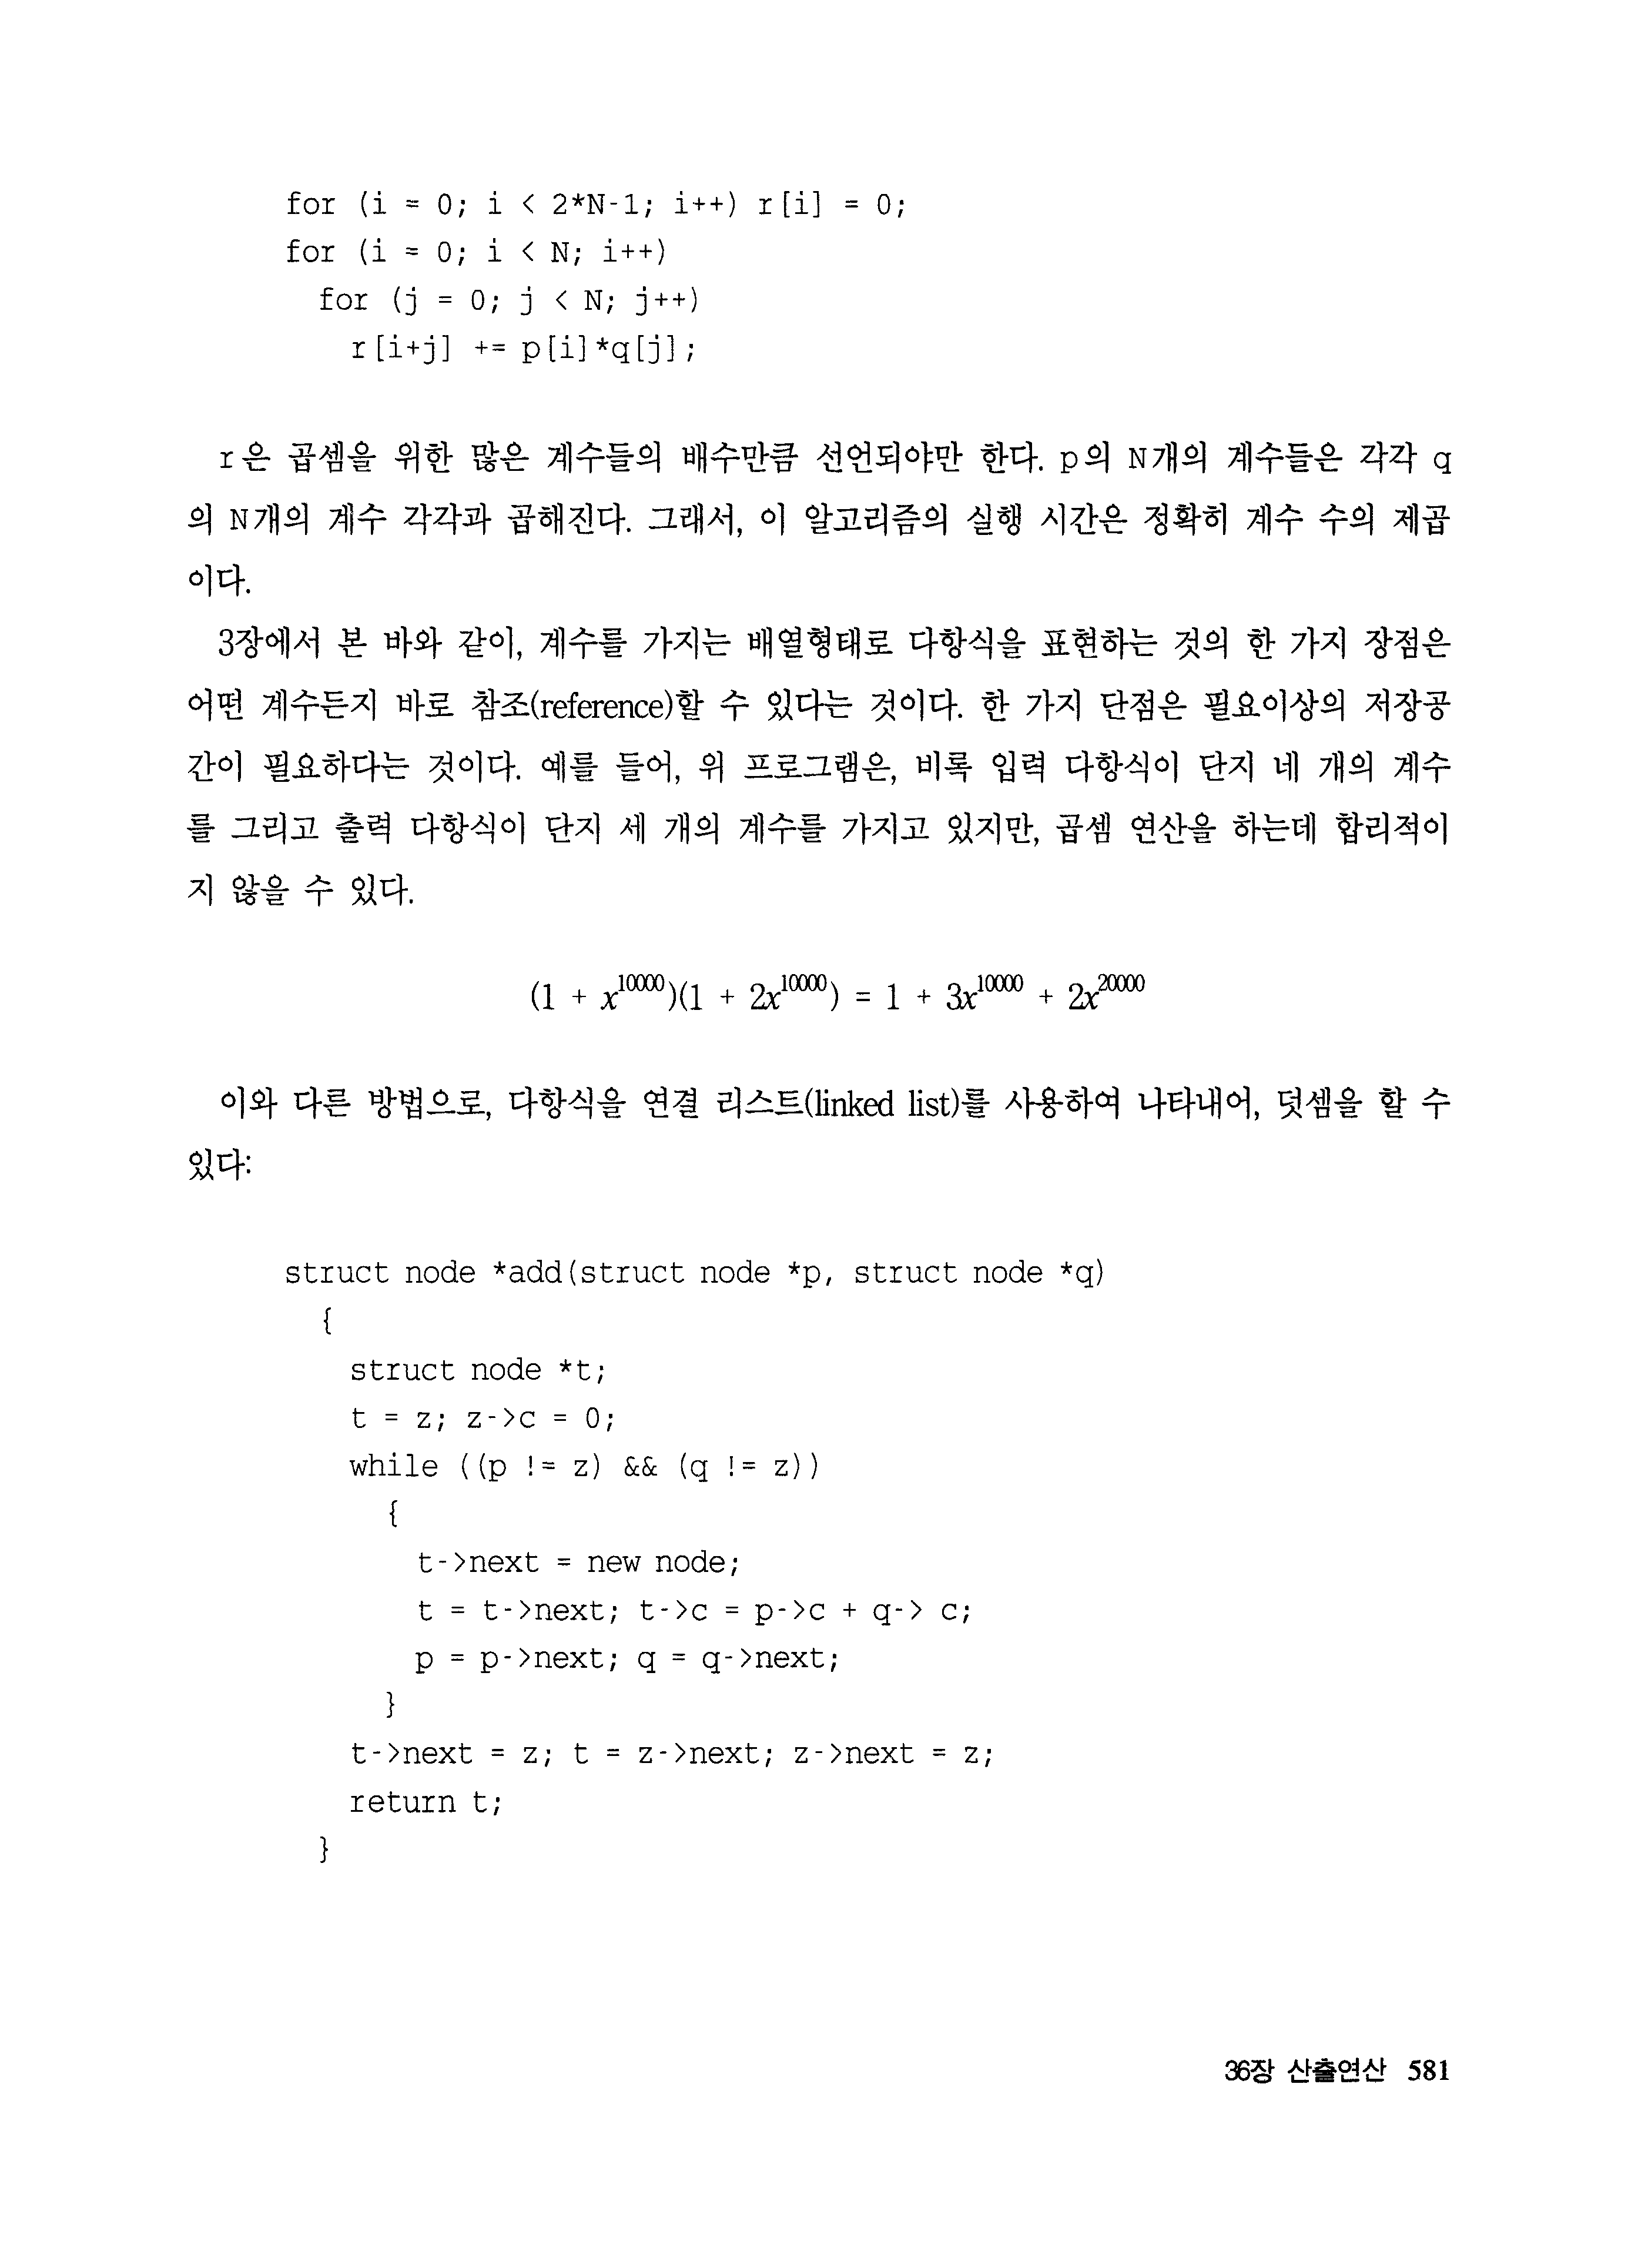 for (i = 0; i < 2*N-1; i++) r[i] = 0;
for (i = 0; i < N; i++)
for (j = 0; j < N; j++)
r[i+j] += p[i]*q[j];
r은 곱셈을 위한 많은 계수들의 배수만큼 선언되야만 한다. p의 N개의 계수들은 각각 q
의 N개의 계수 각각과 곱해진다. 그래서, 이 알고리즘의 실행 시간은 정확히 계수 수의 제곱
이다.
3장에서 본 바와 같이, 계수를 가지는 배열형태로 다항식을 표현하는 것의 한 가지 장점은
어떤 계수든지 바로 참조(reference)할 수 있다는 것이다. 한 가지 단점은 필요이상의 저장공
간이 필요하다는 것이다. 예를 들어, 위 프로그램은, 비록 입력 다항식이 단지 네 개의 계수
를 그리고 출력 다항식이 단지 세 개의 계수를 가지고 있지만, 곱셈 연산을 하는데 합리적이
지 않을 수 있다.
(1 + x^10000)(1 + 2x^10000) = 1 + 3x^10000 + 2x^20000
이와 다른 방법으로, 다항식을 연결 리스트(linked list)를 사용하여 나타내어, 덧셈을 할 수
있다:
struct node *add(struct node *p, struct node *q)
{
struct node *t;
t = z; z->c = 0;
while ((p != z) && (q != z))
{
t->next = new node;
t = t->next; t->c = p->c + q-> c;
p = p->next; q = q->next;
}
t->next = z; t = z->next; z->next = z;
return t;
}
36장 산출연산 581